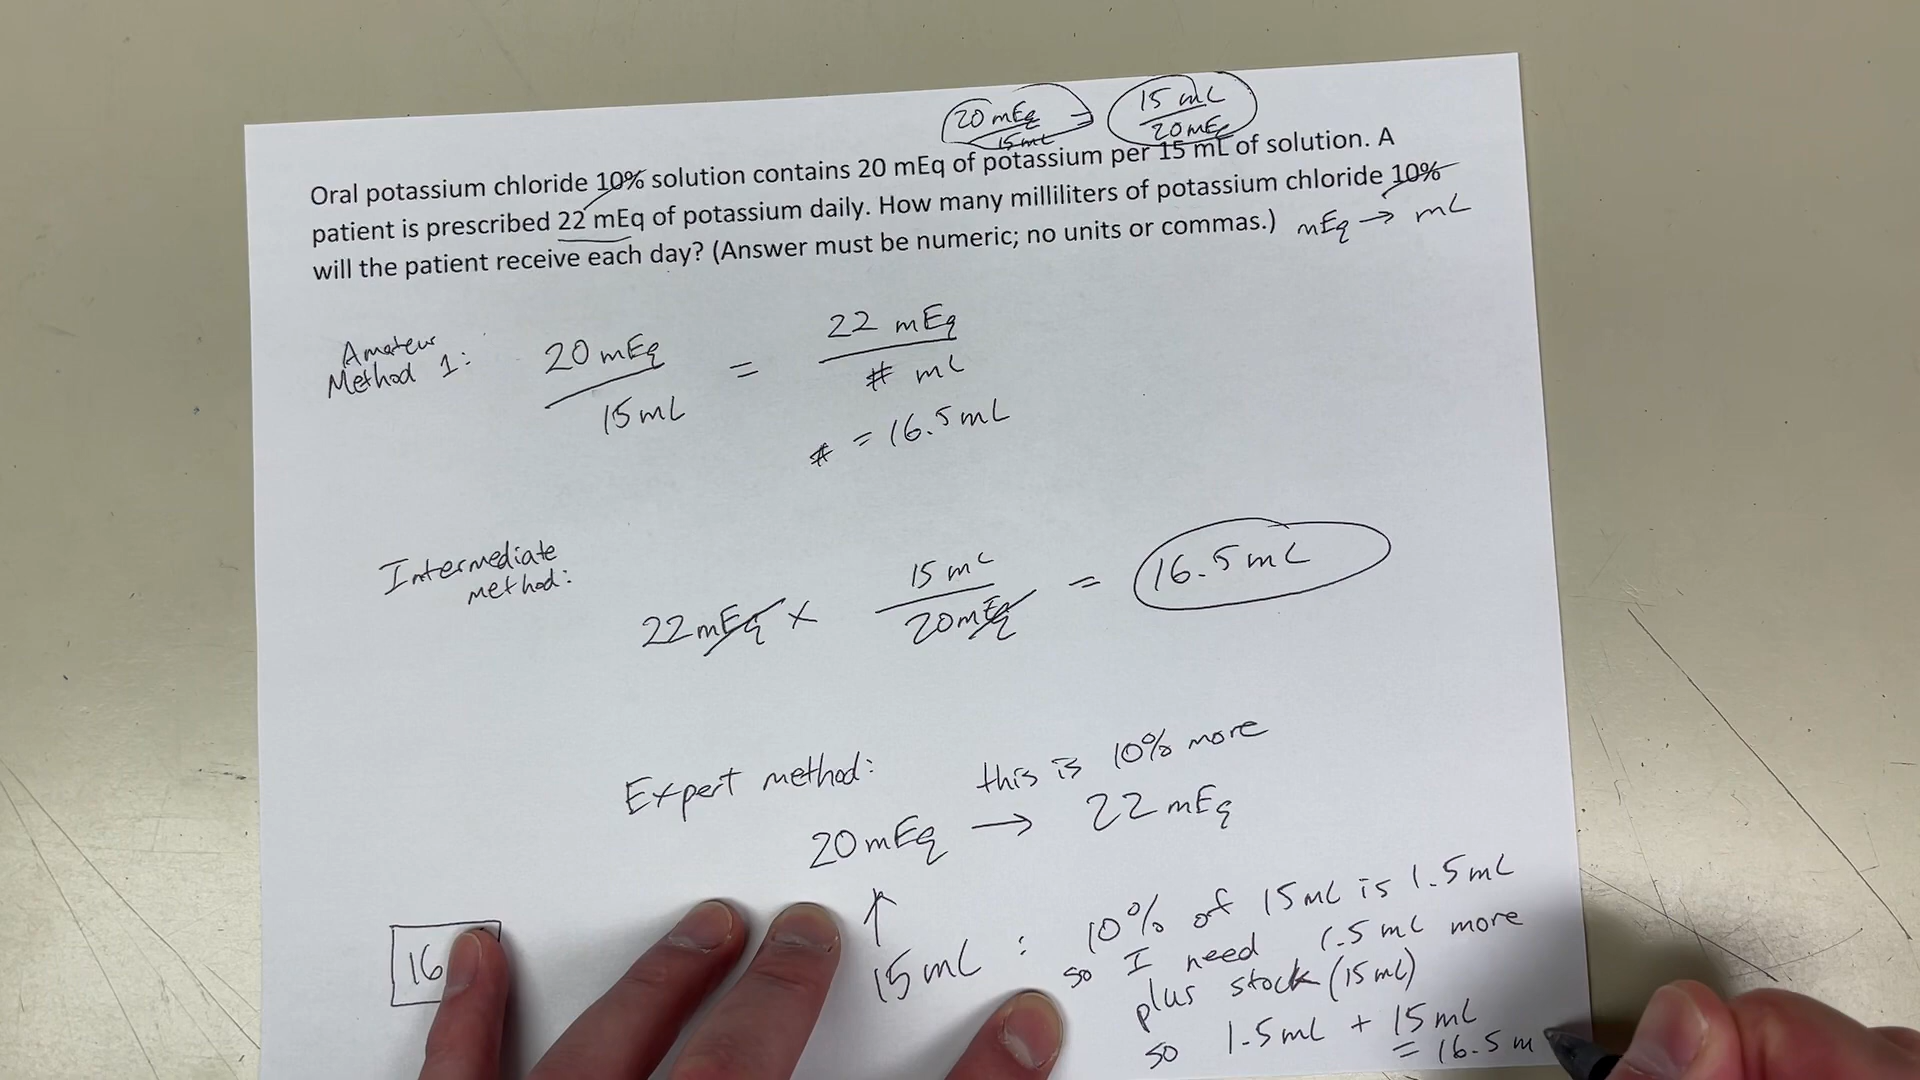 20 mEq = 15 mL
15 mL 20 mEq
Oral potassium chloride 10% solution contains 20 mEq of potassium per 15 mL of solution. A
patient is prescribed 22 mEq of potassium daily. How many milliliters of potassium chloride 10%
will the patient receive each day? (Answer must be numeric; no units or commas.) mEq → mL
Amateur
Method 1:
20 mEq = 22 mEq
15 mL # mL
# = 16.5 mL
Intermediate
method:
22 mEq x 15 mL = 16.5 mL
20 mEq
Expert method: this is 10% more
20 mEq → 22 mEq
↑
15 mL : 10% of 15 mL is 1.5 mL
so I need 1.5 mL more
plus stock (15 mL)
so 1.5 mL + 15 mL
= 16.5 m
16